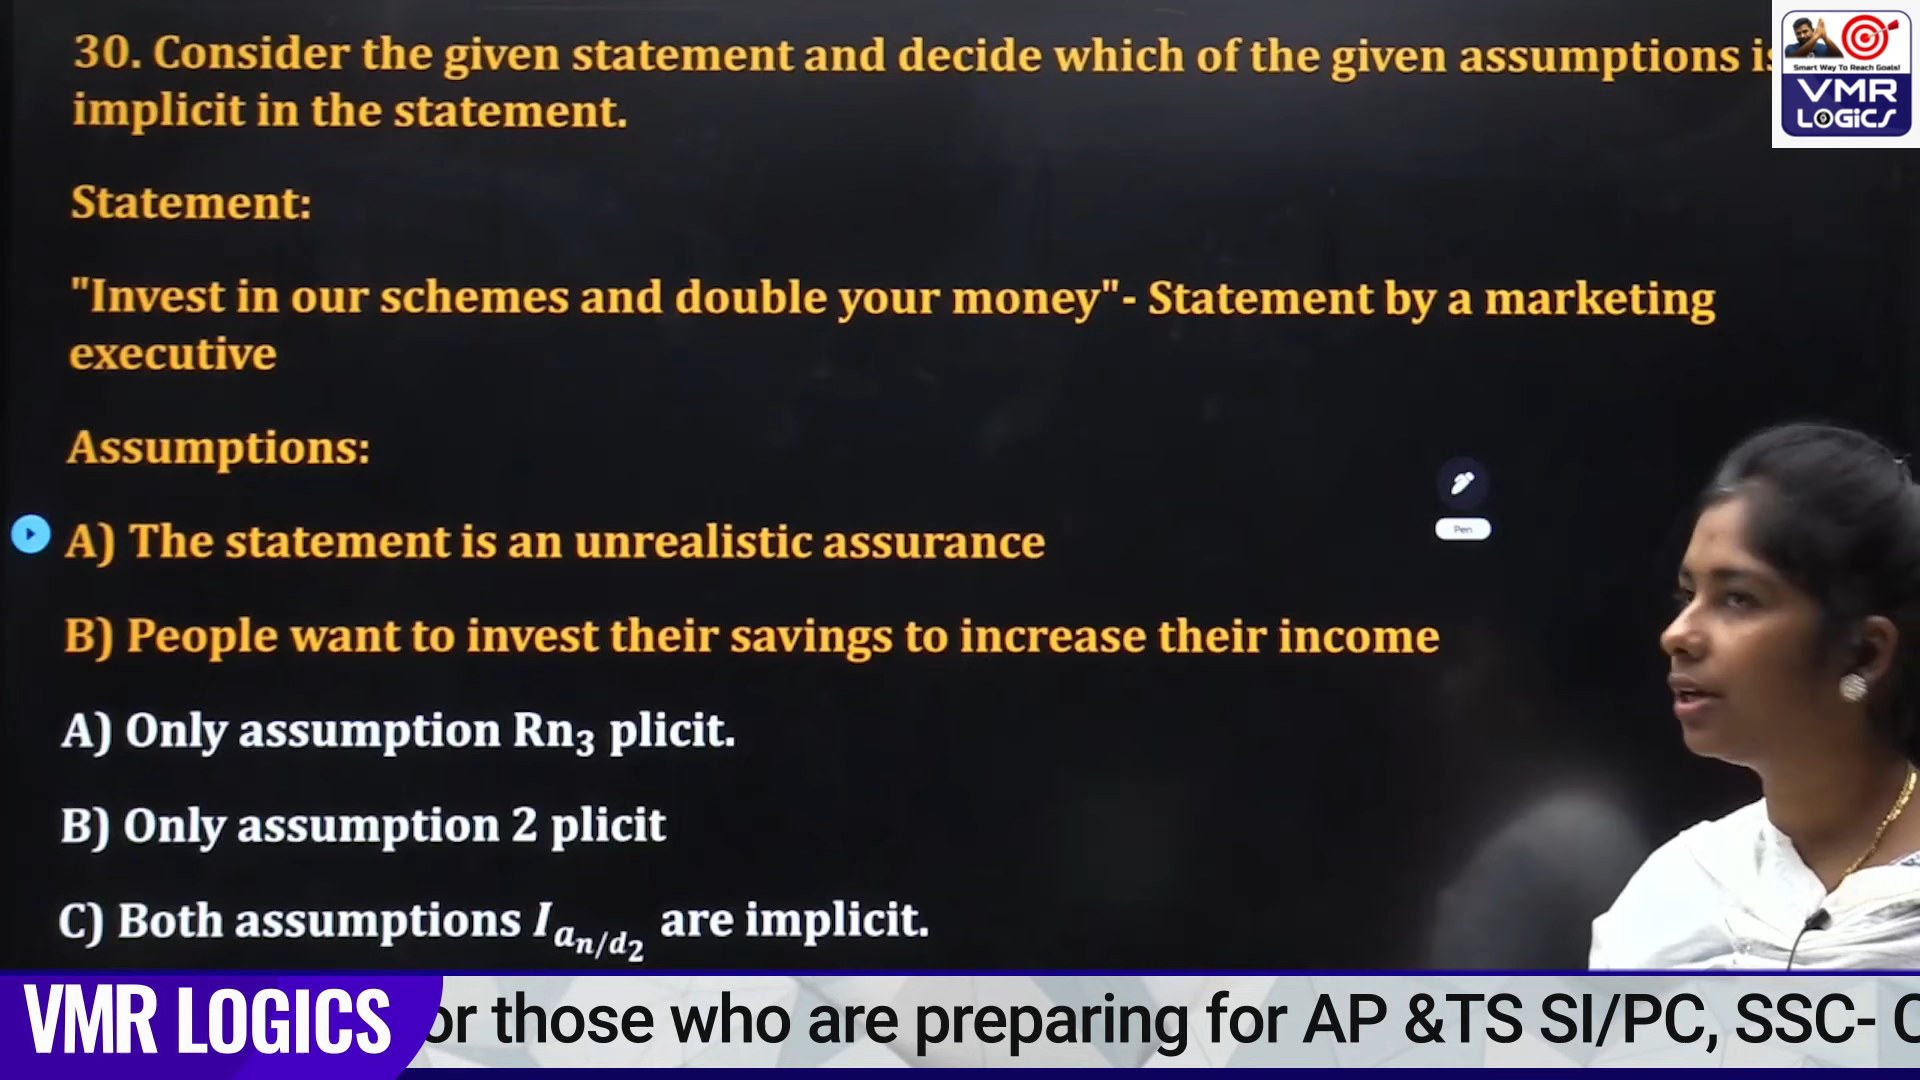 30. Consider the given statement and decide which of the given assumptions is
implicit in the statement.
Smart Way To Reach Goals!
VMR
LOGiCS
Statement:
"Invest in our schemes and double your money"- Statement by a marketing
executive
Assumptions:
A) The statement is an unrealistic assurance
Pen
B) People want to invest their savings to increase their income
A) Only assumption Rn₃ plicit.
B) Only assumption 2 plicit
C) Both assumptions I a_n/d₂ are implicit.
VMR LOGICS
or those who are preparing for AP &TS SI/PC, SSC- C